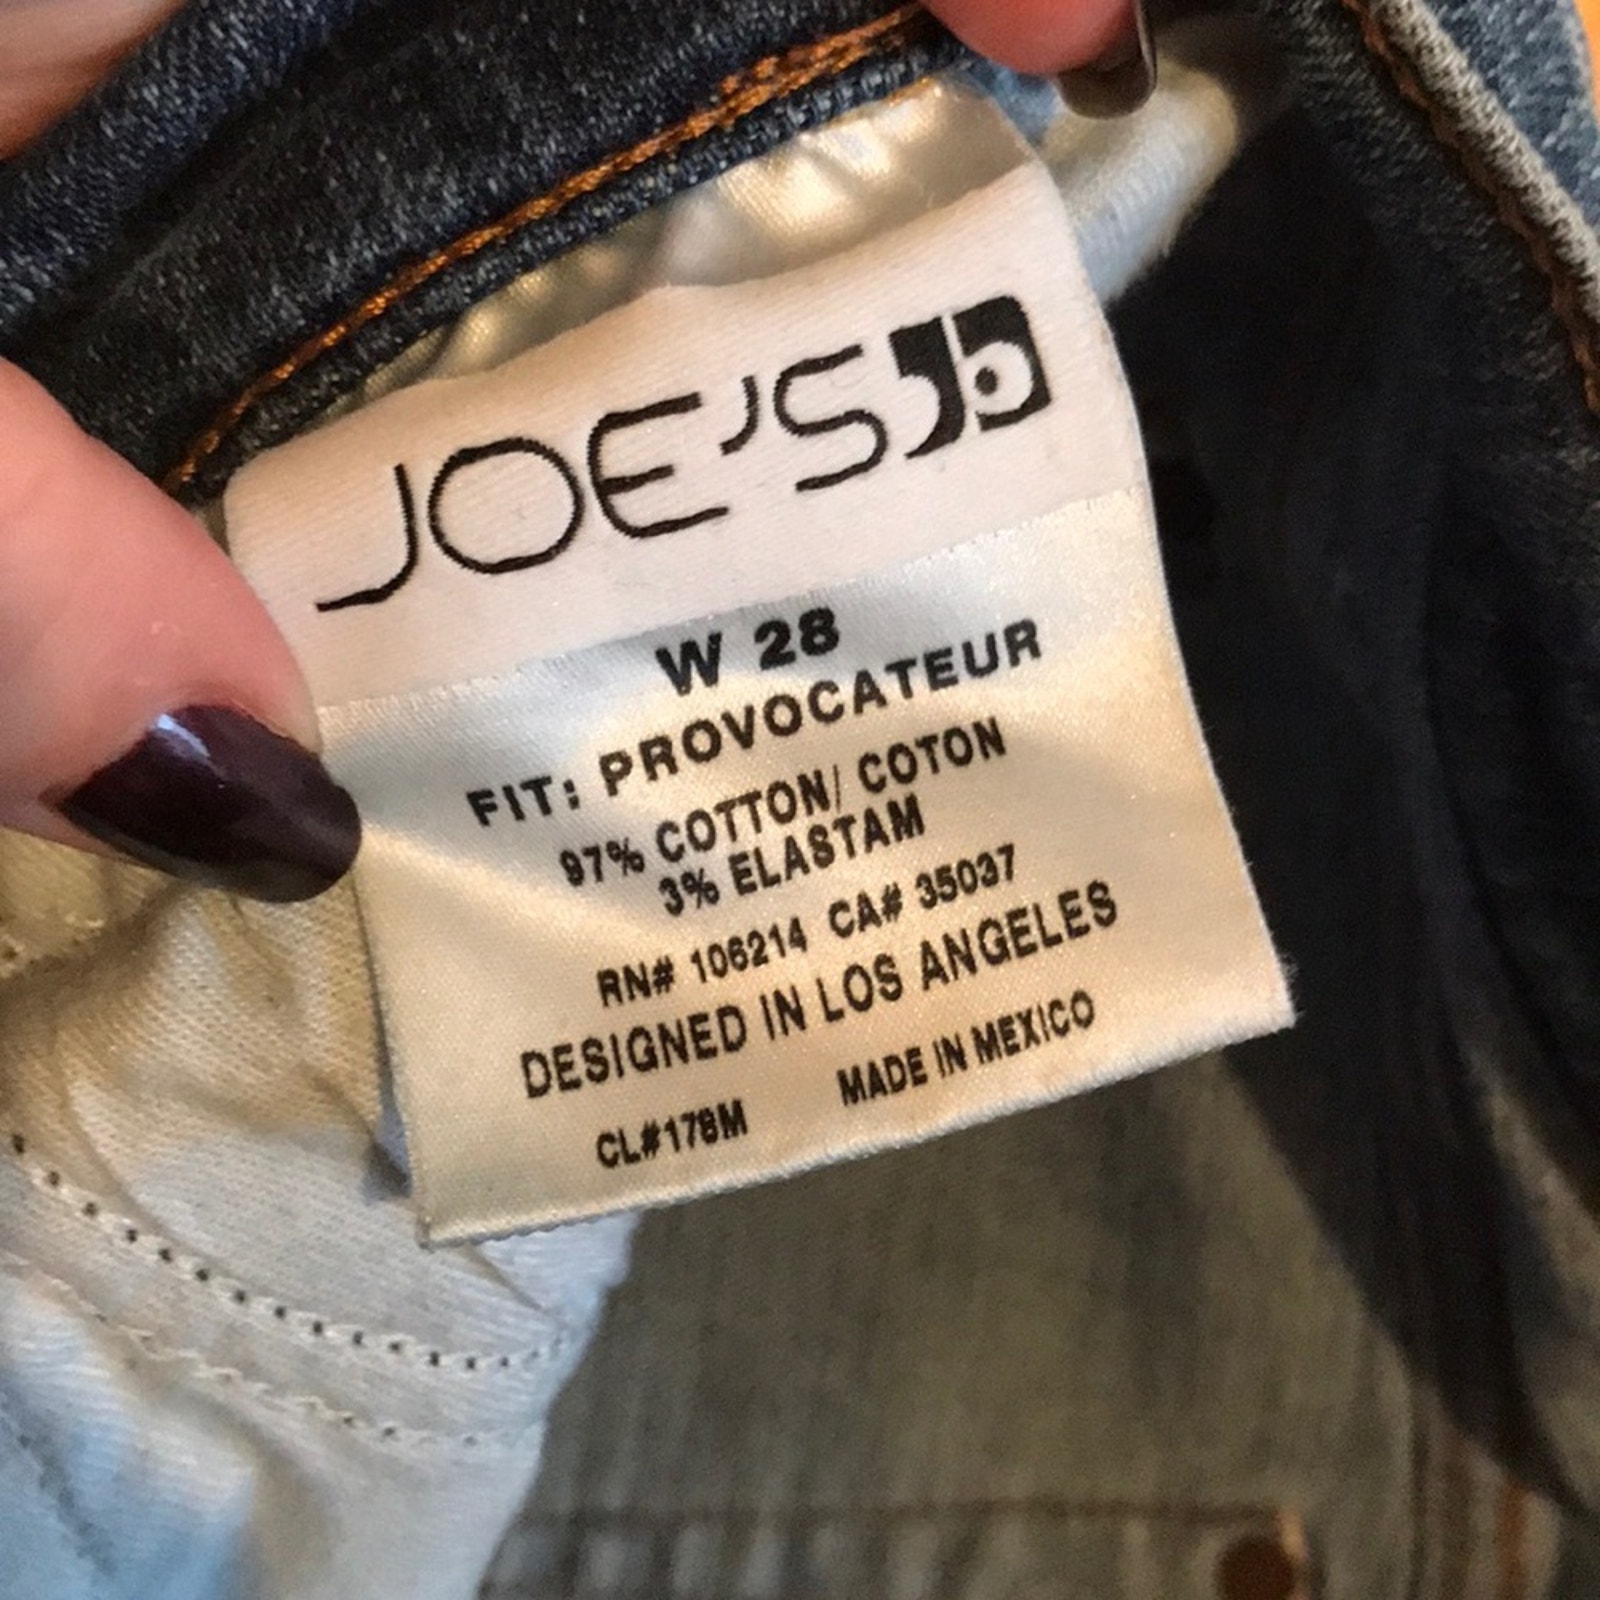 JOE'S
W 28
FIT: PROVOCATEUR
97% COTTON/ COTON
3% ELASTAM
RN# 106214 CA# 35037
DESIGNED IN LOS ANGELES
CL#178M MADE IN MEXICO